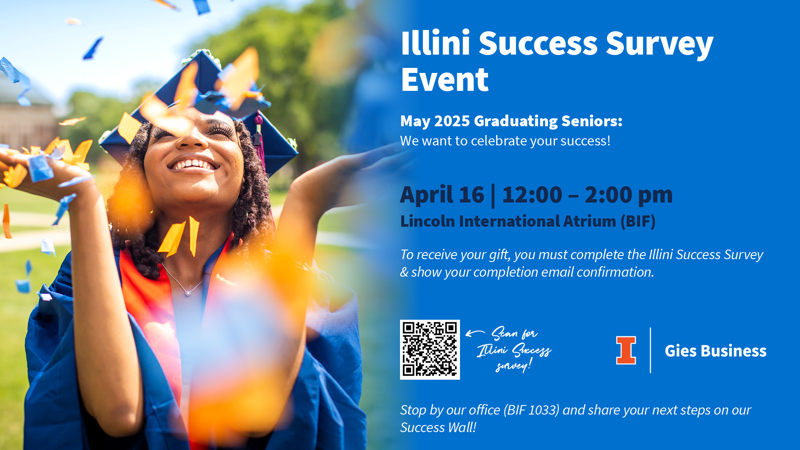 Illini Success Survey
Event
May 2025 Graduating Seniors:
We want to celebrate your success!
April 16 | 12:00 – 2:00 pm
Lincoln International Atrium (BIF)
To receive your gift, you must complete the Illini Success Survey
& show your completion email confirmation.
Scan for
Illini Success
survey!
I
Gies Business
Stop by our office (BIF 1033) and share your next steps on our
Success Wall!